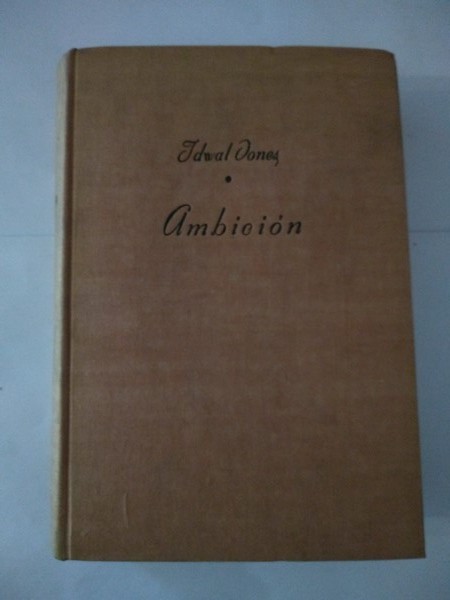 Idwal Jones
•
Ambición